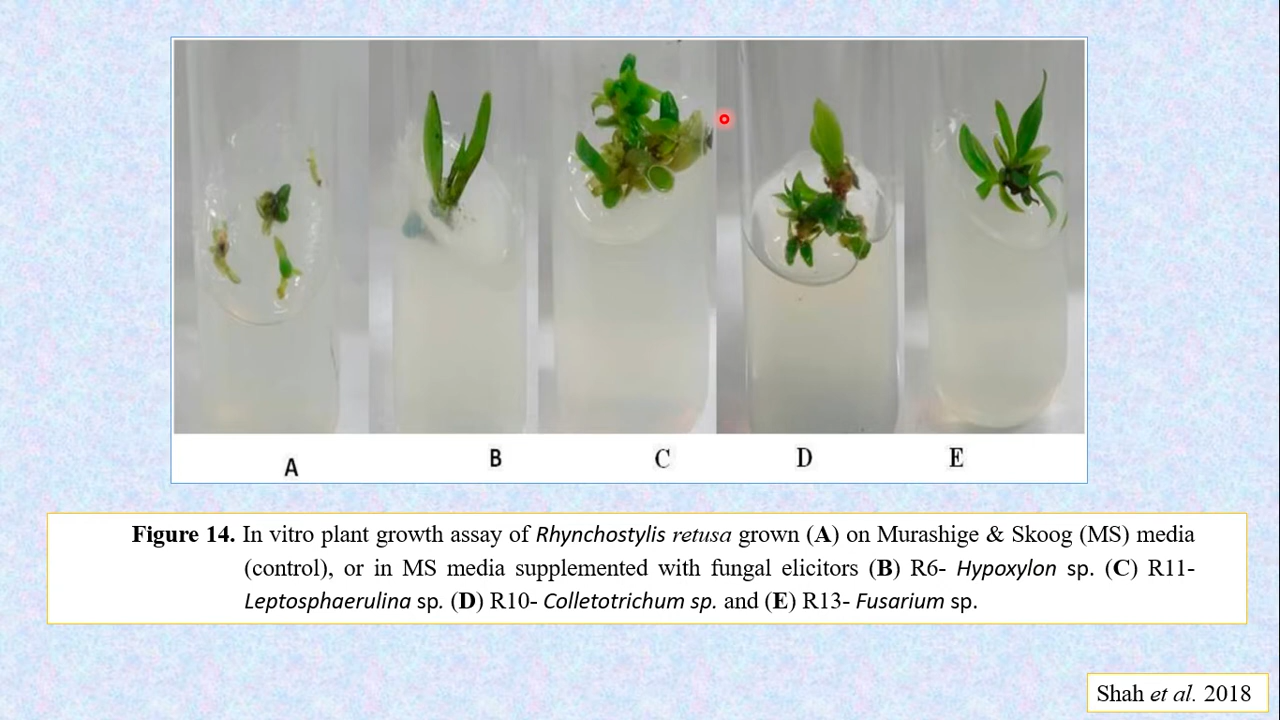 A B C D E
Figure 14. In vitro plant growth assay of Rhynchostylis retusa grown (A) on Murashige & Skoog (MS) media
(control), or in MS media supplemented with fungal elicitors (B) R6- Hypoxylon sp. (C) R11-
Leptosphaerulina sp. (D) R10- Colletotrichum sp. and (E) R13- Fusarium sp.
Shah et al. 2018